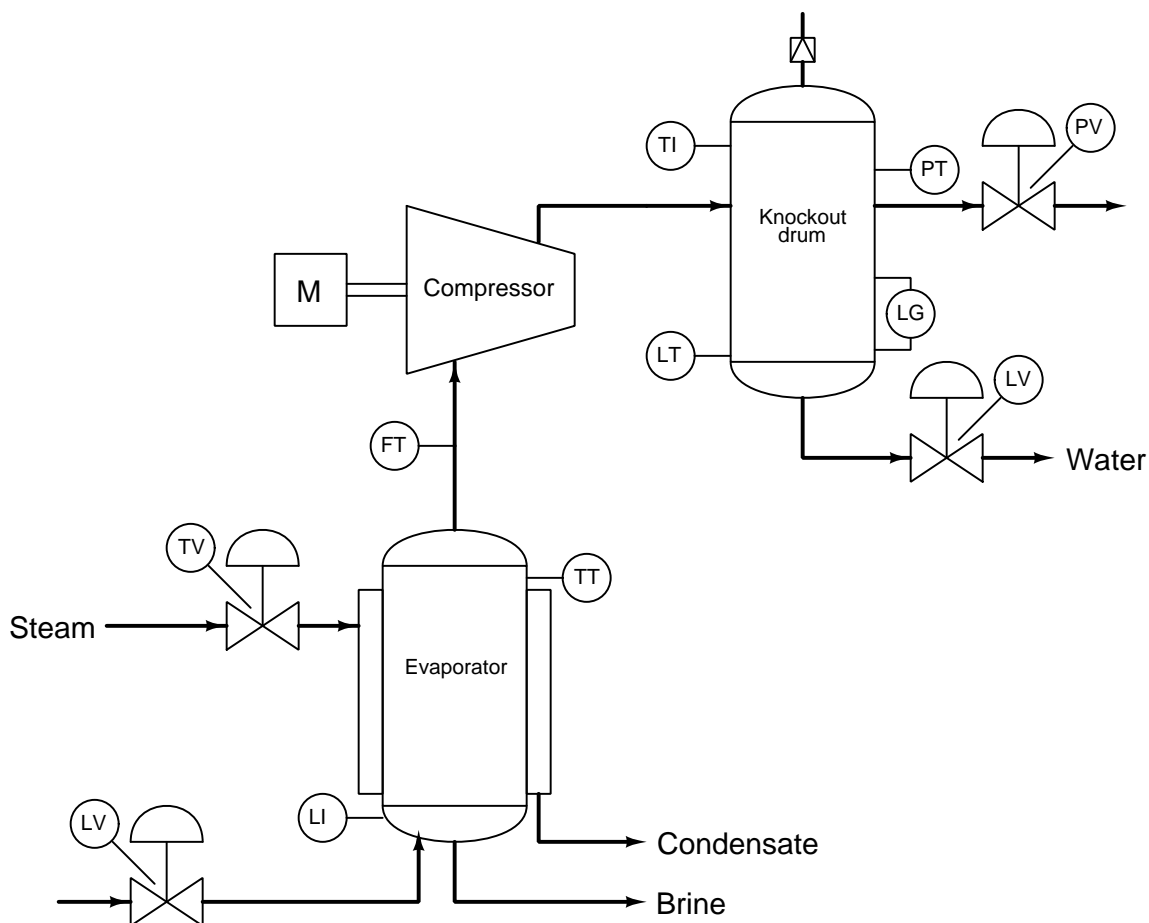 TI
PT
PV
Knockout
drum
M
Compressor
LG
LT
LV
FT
Water
TV
TT
Steam
Evaporator
LI
LV
Condensate
Brine